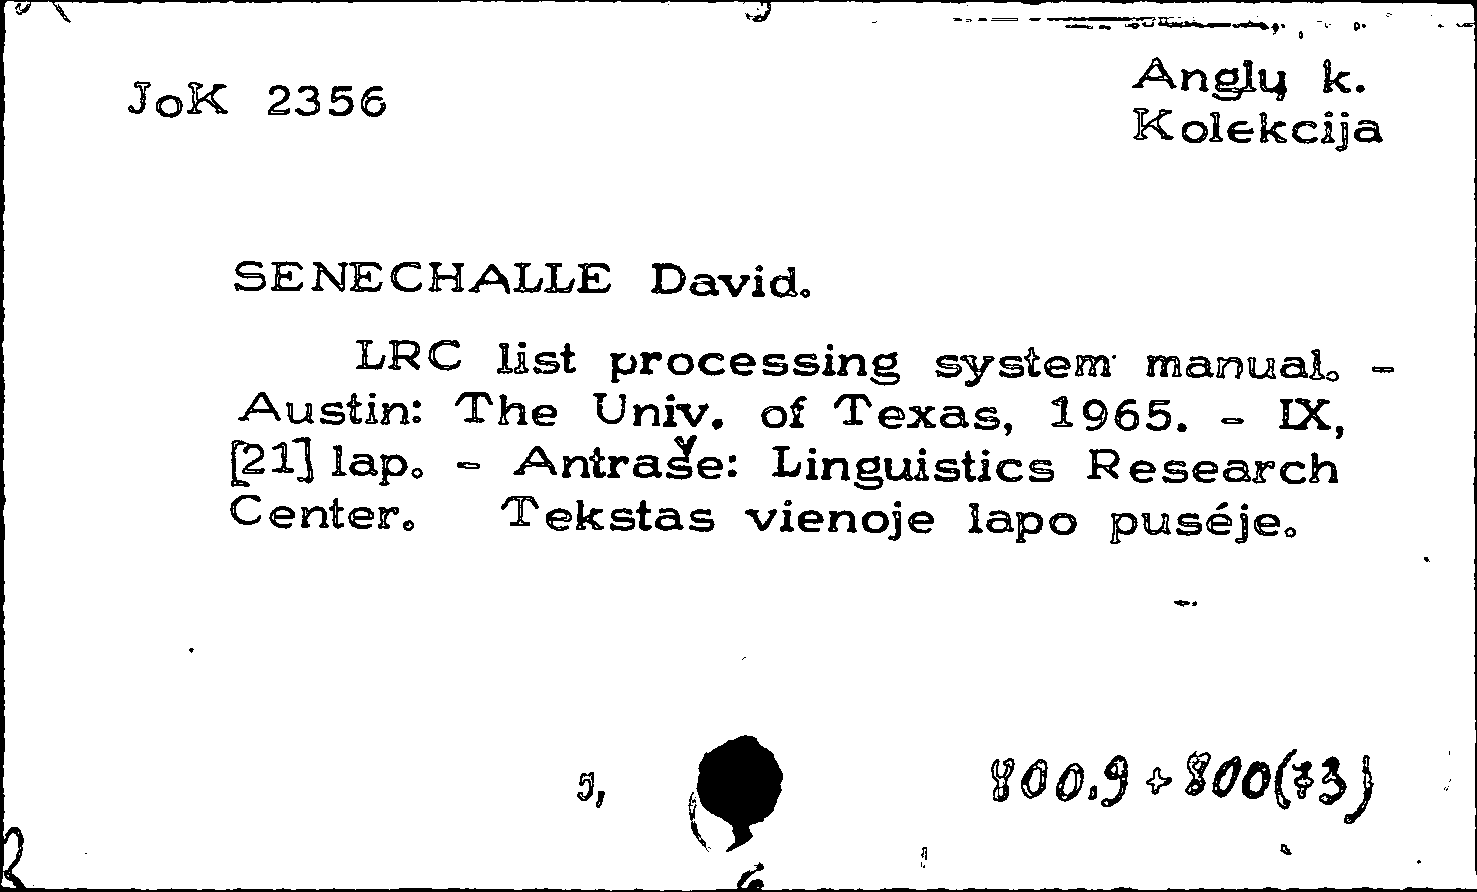 JoK 2356
Anglų k.
Kolekcija
SENECHALLE David.
LRC list processing system manual. -
Austin: The Univ. of Texas, 1965. - IX,
[21] lap. - Antraše: Linguistics Research
Center. Tekstas vienoje lapo pusėje.
800.9 + 800(73)